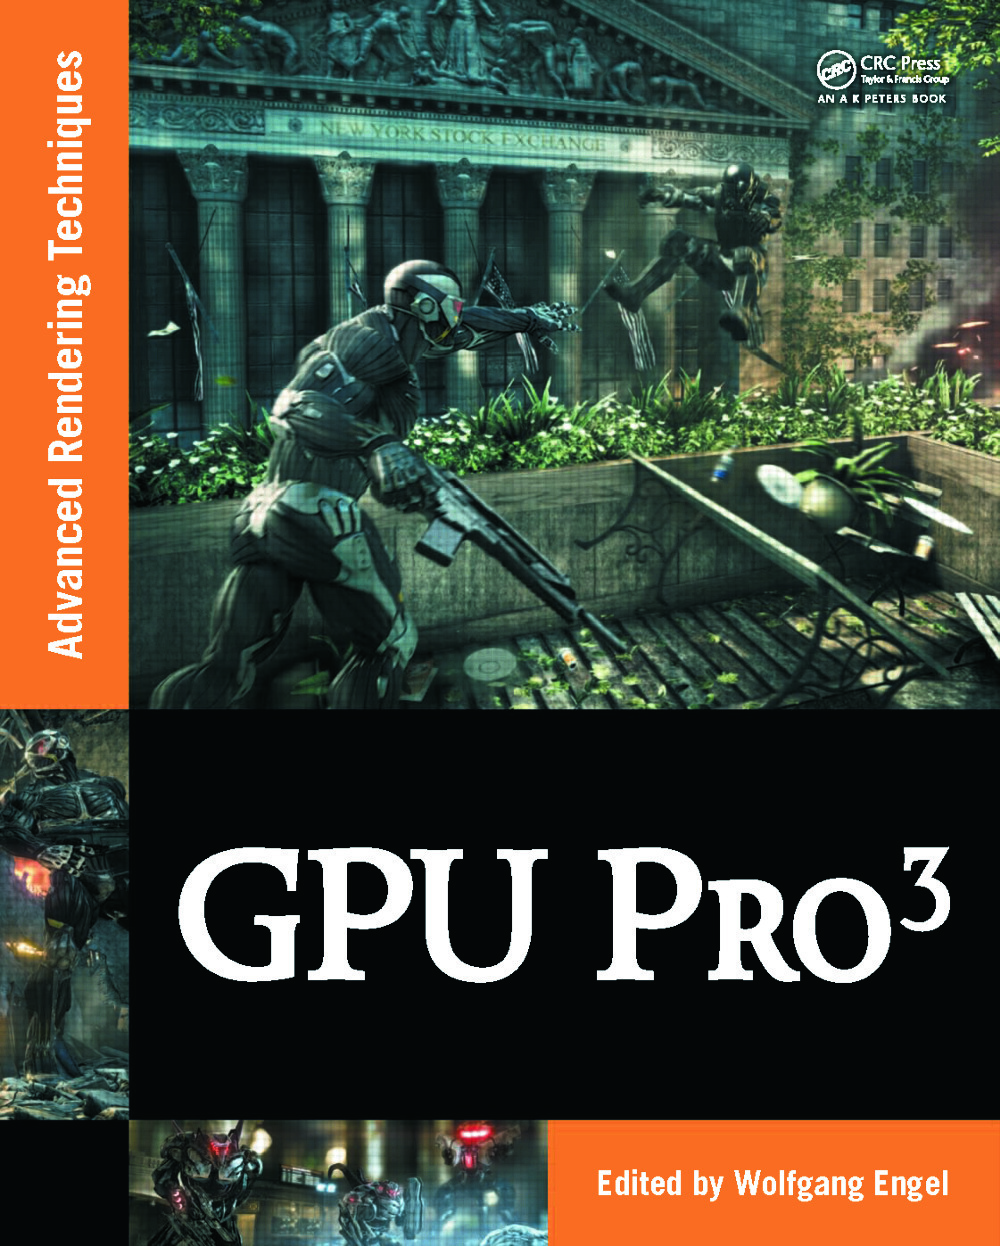 Advanced Rendering Techniques
CRC
CRC Press
Taylor & Francis Group
AN A K PETERS BOOK
NEW YORK STOCK EXCHANGE
GPU PRO3
Edited by Wolfgang Engel